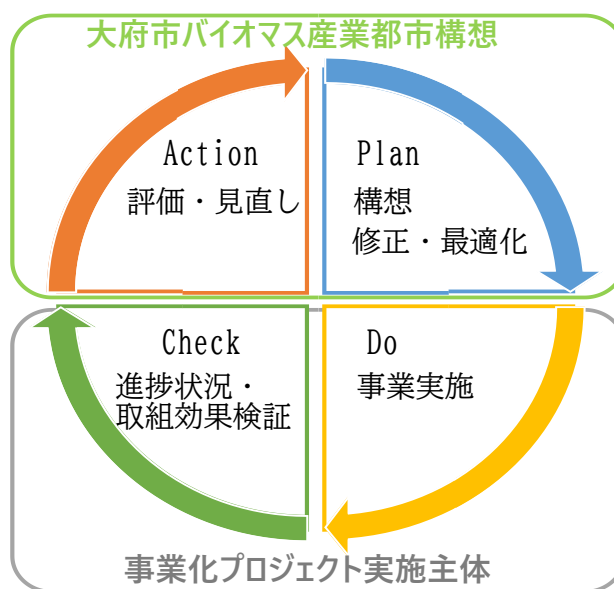 大府市バイオマス産業都市構想
Action
評価・見直し
Plan
構想
修正・最適化
Check
進捗状況・
取組効果検証
Do
事業実施
事業化プロジェクト実施主体